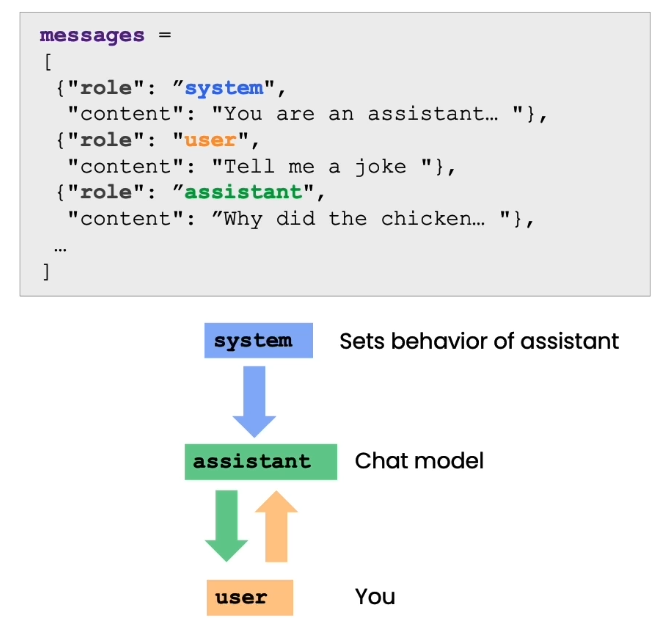 messages =
[
{"role": ”system",
"content": "You are an assistant… "},
{"role": "user",
"content": "Tell me a joke "},
{"role": ”assistant",
"content": ”Why did the chicken… "},
…
]
system Sets behavior of assistant
assistant Chat model
user You